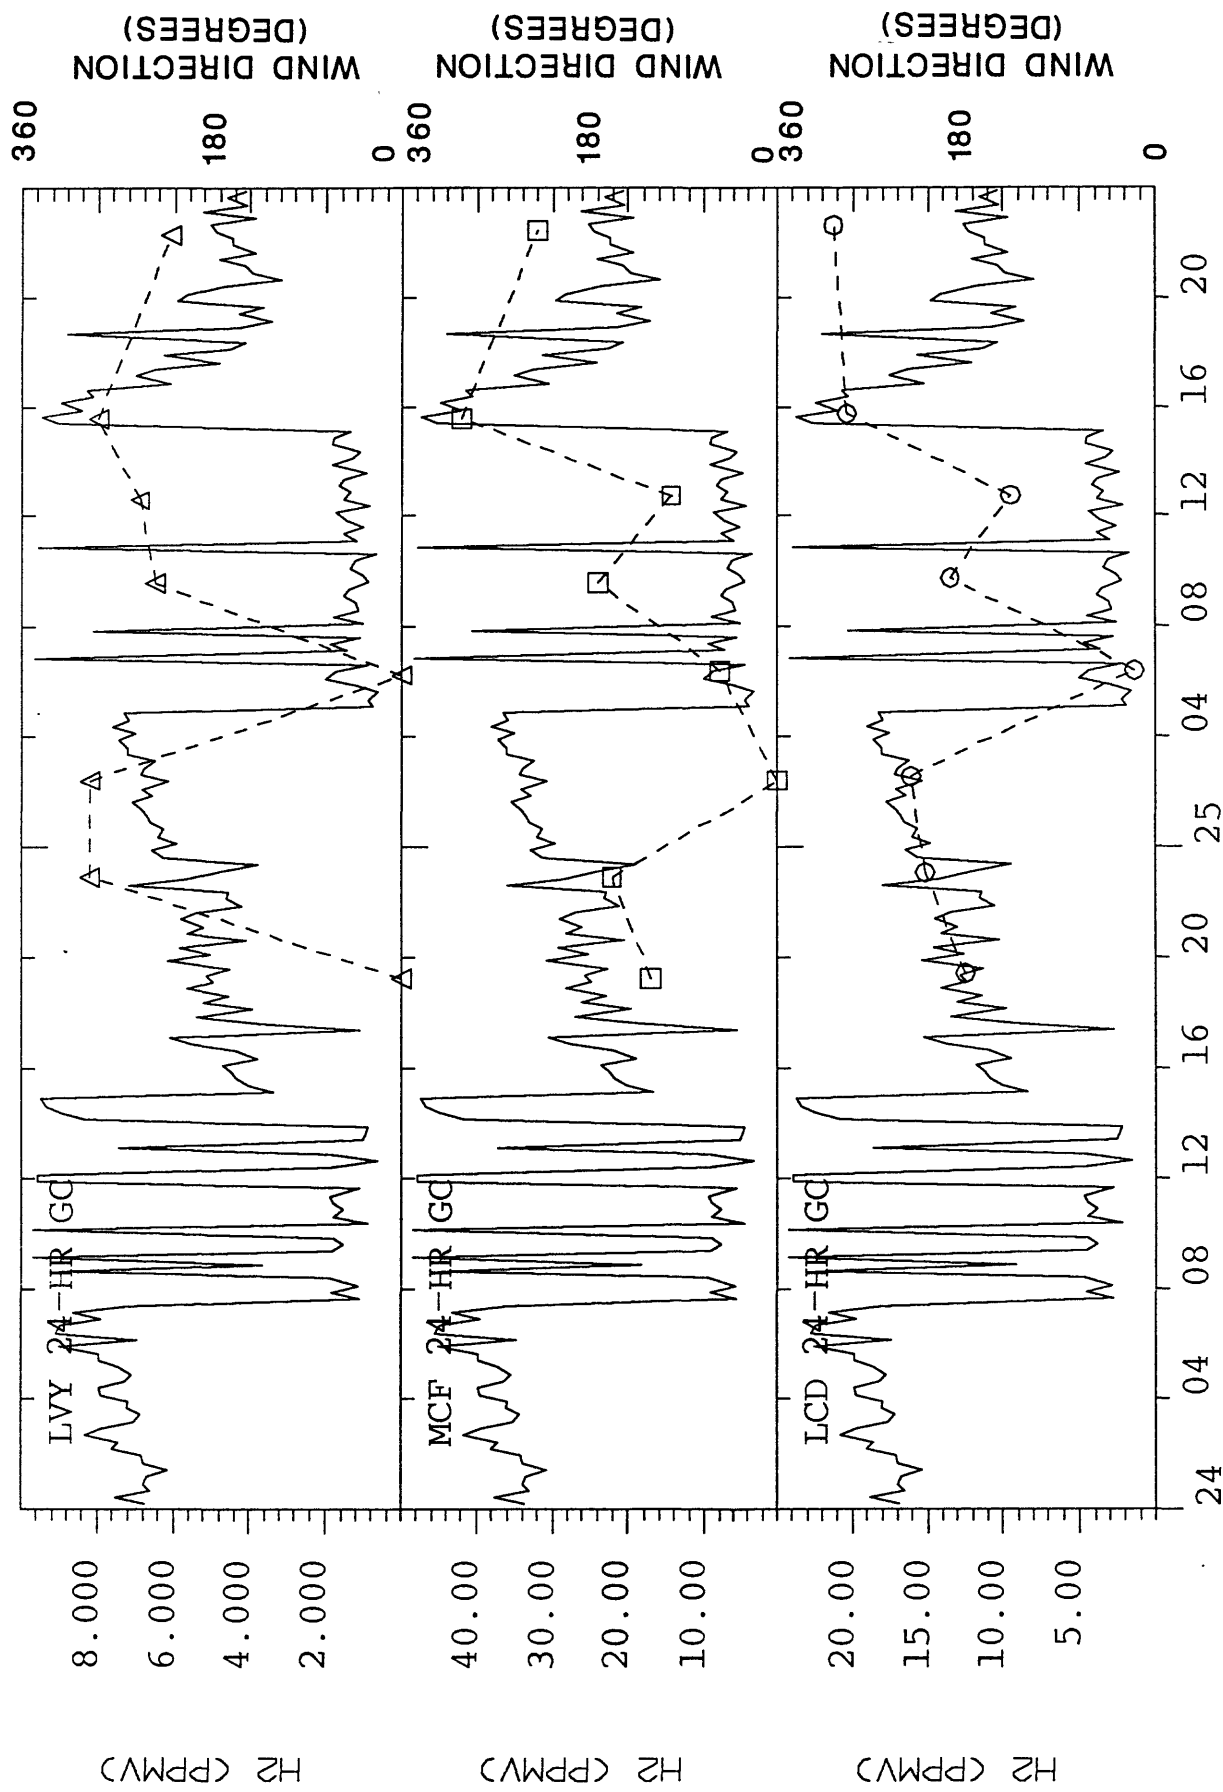 LVY 24-HR GC
8.000
6.000
4.000
2.000
H2 (PPMV)
360
180
0
WIND DIRECTION
(DEGREES)
MCF 24-HR GC
40.00
30.00
20.00
10.00
H2 (PPMV)
360
180
0
WIND DIRECTION
(DEGREES)
LCD 24-HR GC
20.00
15.00
10.00
5.00
H2 (PPMV)
360
180
0
WIND DIRECTION
(DEGREES)
24 04 08 12 16 20 25 04 08 12 16 20